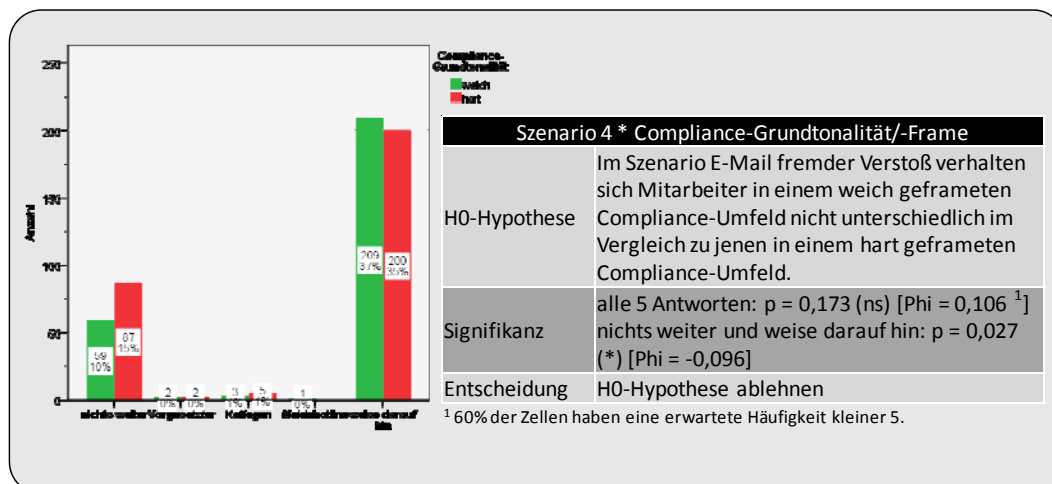 Compliance-
Grundtonalität
weich
hart
250
200
150
100
50
0
Anzahl
59
10%
87
15%
2
0%
2
0%
3
1%
5
1%
1
0%
209
37%
200
35%
nichts weiter
Vorgesetzter
Kollegen
weise darauf
hin
Szenario 4 * Compliance-Grundtonalität/-Frame
H0-Hypothese
Im Szenario E-Mail fremder Verstoß verhalten
sich Mitarbeiter in einem weich geframeten
Compliance-Umfeld nicht unterschiedlich im
Vergleich zu jenen in einem hart geframeten
Compliance-Umfeld.
Signifikanz
alle 5 Antworten: p = 0,173 (ns) [Phi = 0,106 ¹]
nichts weiter und weise darauf hin: p = 0,027
(*) [Phi = -0,096]
Entscheidung
H0-Hypothese ablehnen
¹ 60% der Zellen haben eine erwartete Häufigkeit kleiner 5.